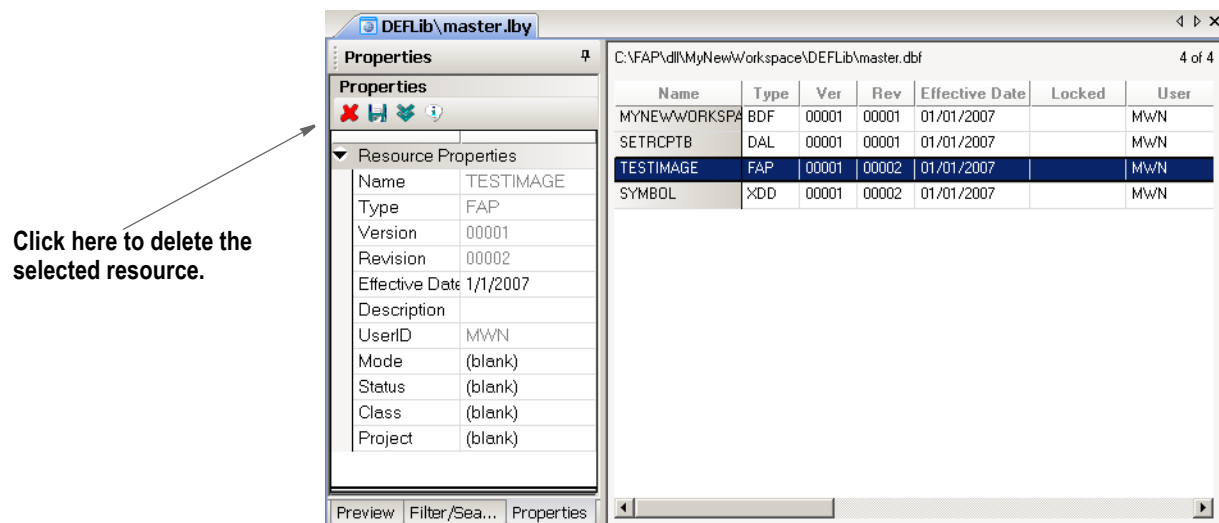 DEFLib\master.lby
Properties
C:\FAP\dll\MyNewWorkspace\DEFLib\master.dbf 4 of 4
Properties
Name Type Ver Rev Effective Date Locked User
MYNEWWORKSPA BDF 00001 00001 01/01/2007 MWN
SETRCPTB DAL 00001 00001 01/01/2007 MWN
TESTIMAGE FAP 00001 00002 01/01/2007 MWN
SYMBOL XDD 00001 00002 01/01/2007 MWN
Resource Properties
Name TESTIMAGE
Type FAP
Version 00001
Revision 00002
Effective Date 1/1/2007
Description
UserID MWN
Mode (blank)
Status (blank)
Class (blank)
Project (blank)
Click here to delete the
selected resource.
Preview Filter/Sea... Properties